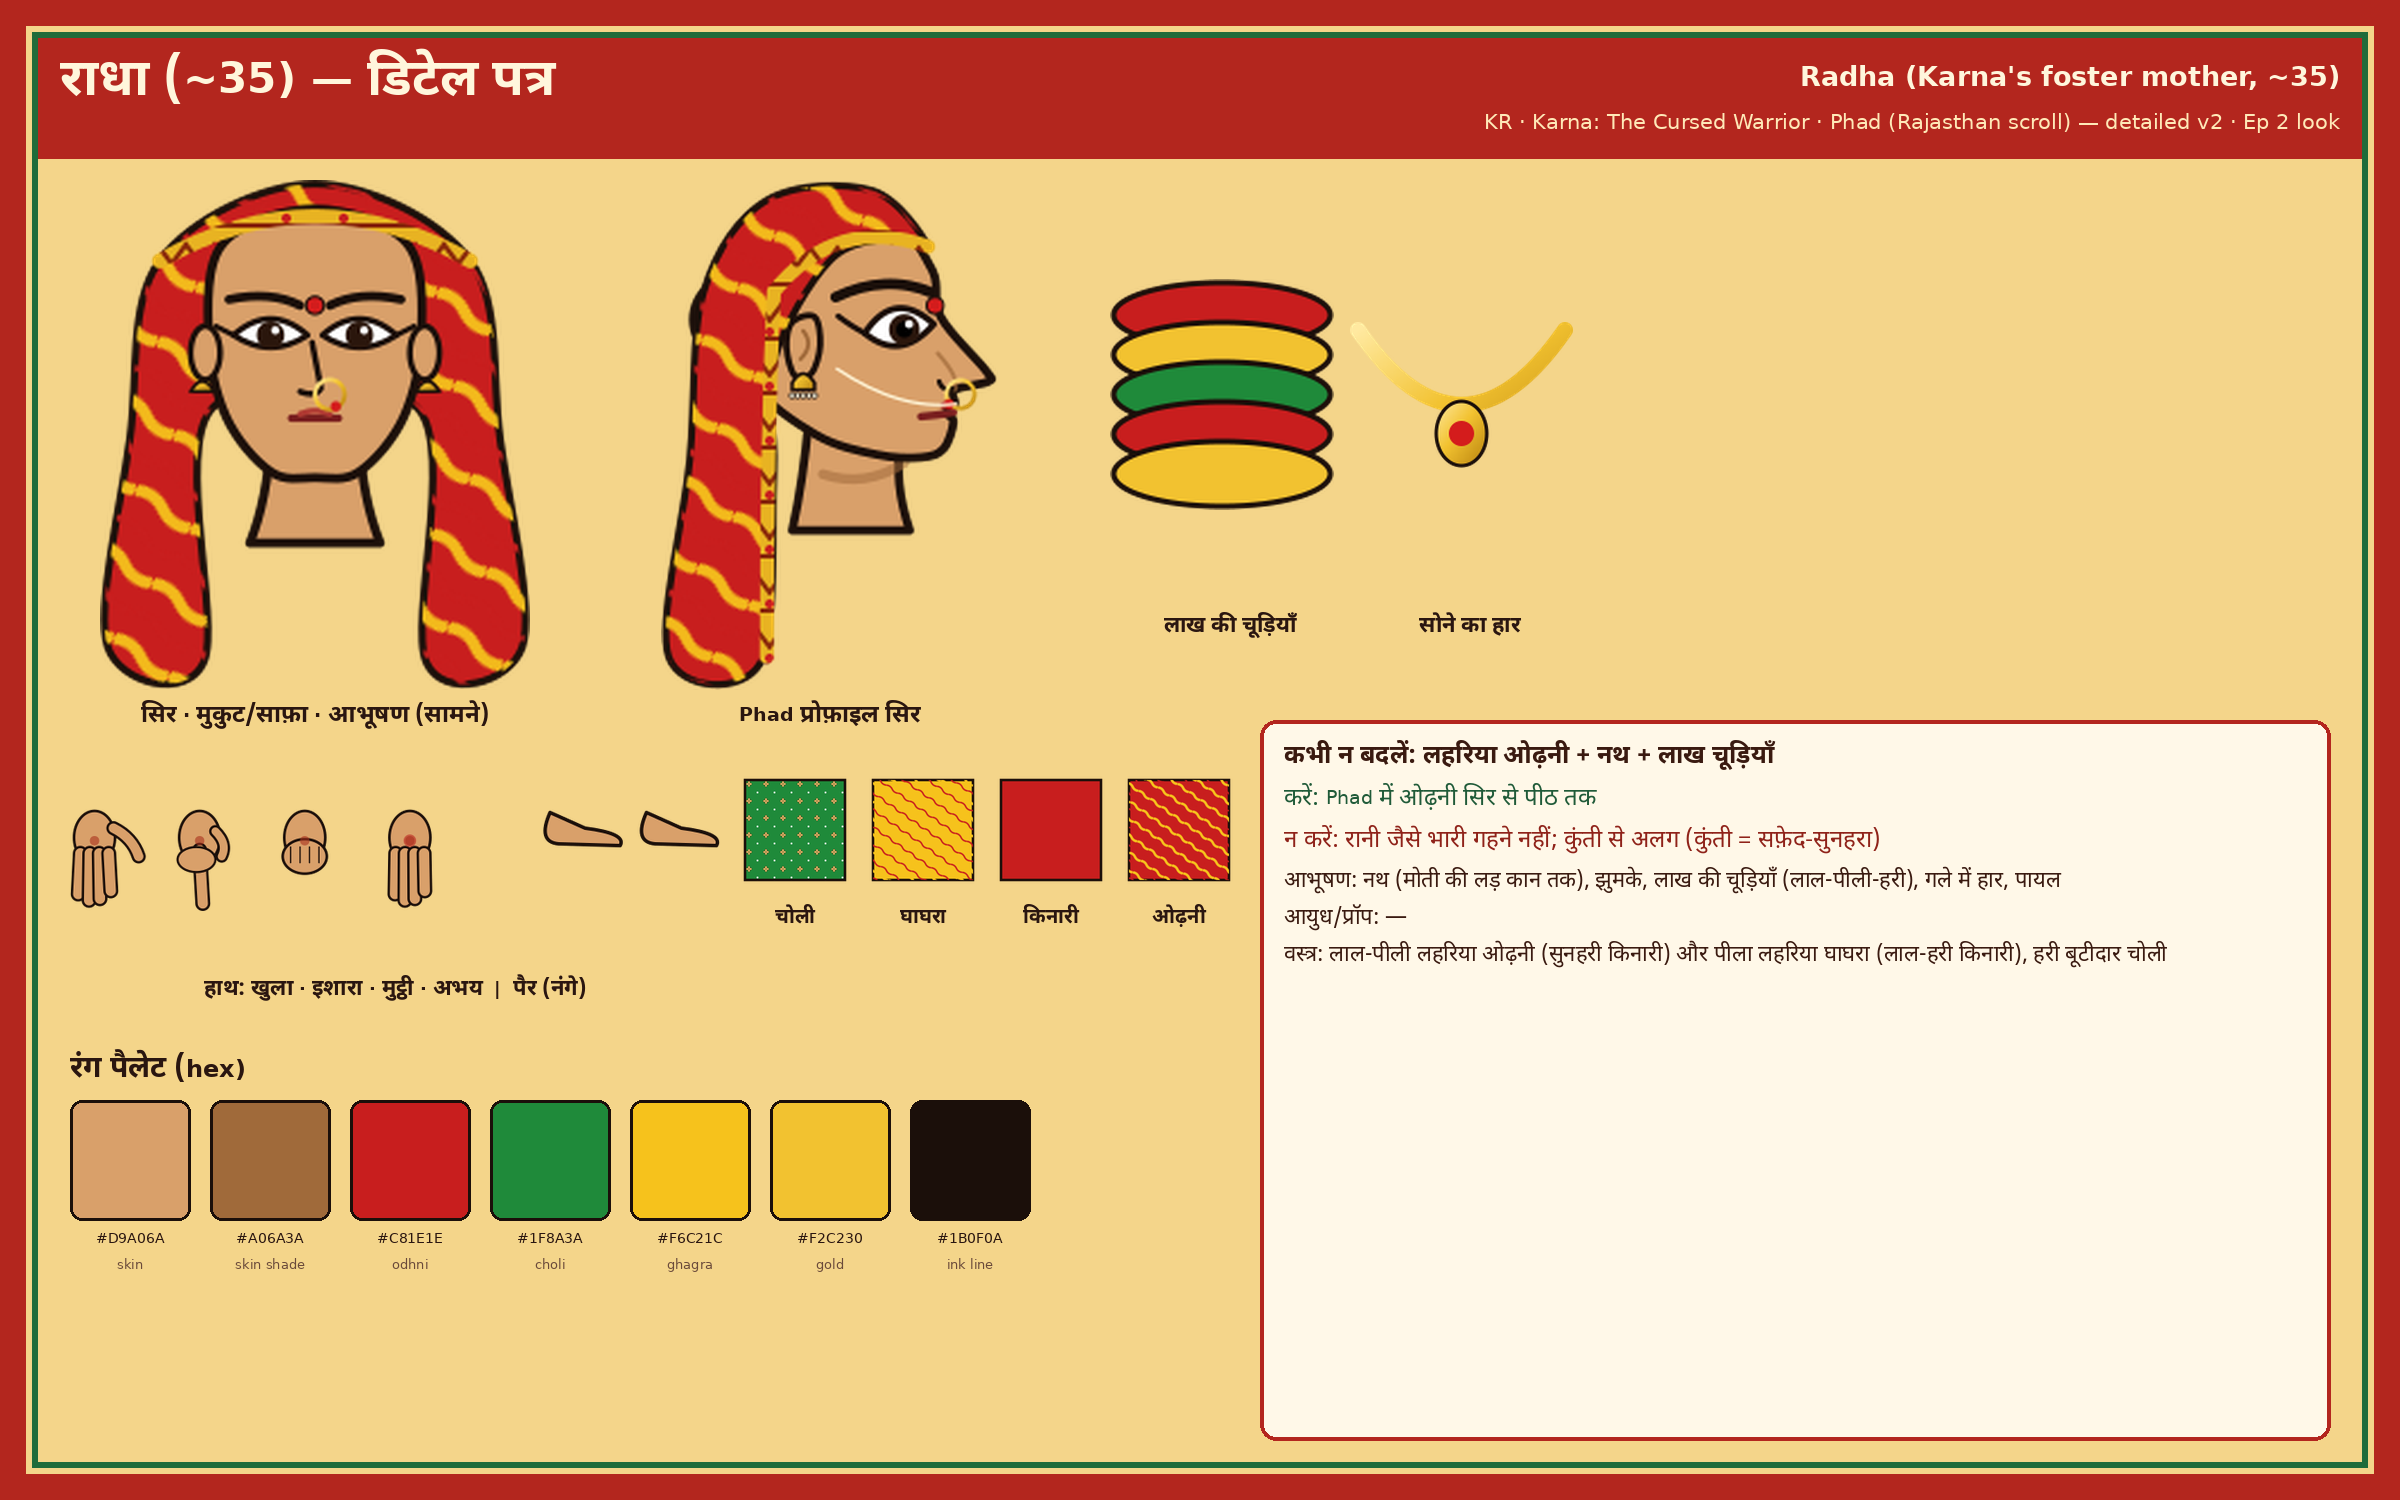 राधा (~35) — डिटेल पत्र
Radha (Karna's foster mother, ~35)
KR · Karna: The Cursed Warrior · Phad (Rajasthan scroll) — detailed v2 · Ep 2 look
लाख की चूड़ियाँ
सोने का हार
सिर · मुकुट/साफ़ा · आभूषण (सामने)
Phad प्रोफ़ाइल सिर
चोली
घाघरा
किनारी
ओढ़नी
हाथ: खुला · इशारा · मुट्ठी · अभय | पैर (नंगे)
कभी न बदलें: लहरिया ओढ़नी + नथ + लाख चूड़ियाँ
करें: Phad में ओढ़नी सिर से पीठ तक
न करें: रानी जैसे भारी गहने नहीं; कुंती से अलग (कुंती = सफ़ेद-सुनहरा)
आभूषण: नथ (मोती की लड़ कान तक), झुमके, लाख की चूड़ियाँ (लाल-पीली-हरी), गले में हार, पायल
आयुध/प्रॉप: —
वस्त्र: लाल-पीली लहरिया ओढ़नी (सुनहरी किनारी) और पीला लहरिया घाघरा (लाल-हरी किनारी), हरी बूटीदार चोली
रंग पैलेट (hex)
#D9A06A
#A06A3A
#C81E1E
#1F8A3A
#F6C21C
#F2C230
#1B0F0A
skin
skin shade
odhni
choli
ghagra
gold
ink line